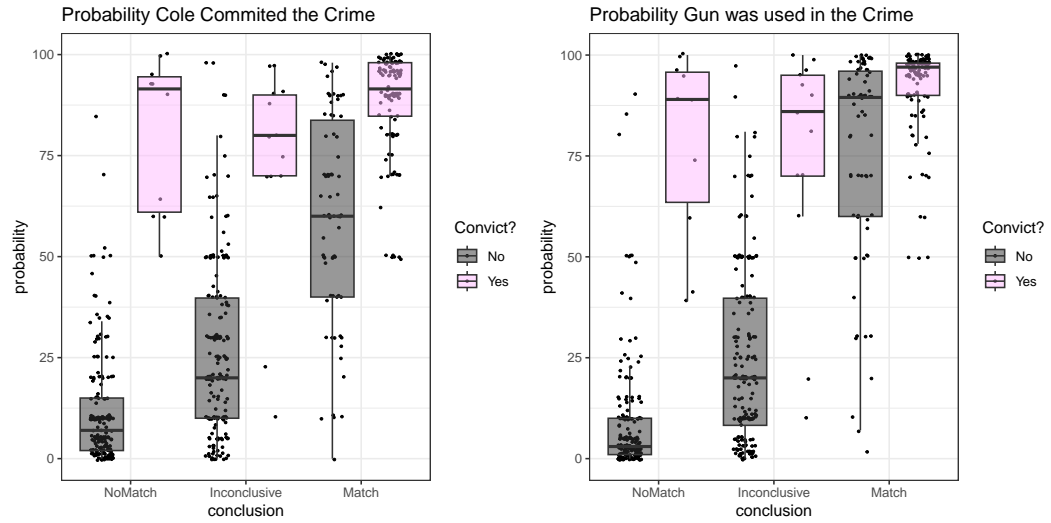 Probability Cole Commited the Crime
100
75
50
25
0
probability
NoMatch
Inconclusive
Match
conclusion
Convict?
No
Yes
Probability Gun was used in the Crime
100
75
50
25
0
probability
NoMatch
Inconclusive
Match
conclusion
Convict?
No
Yes